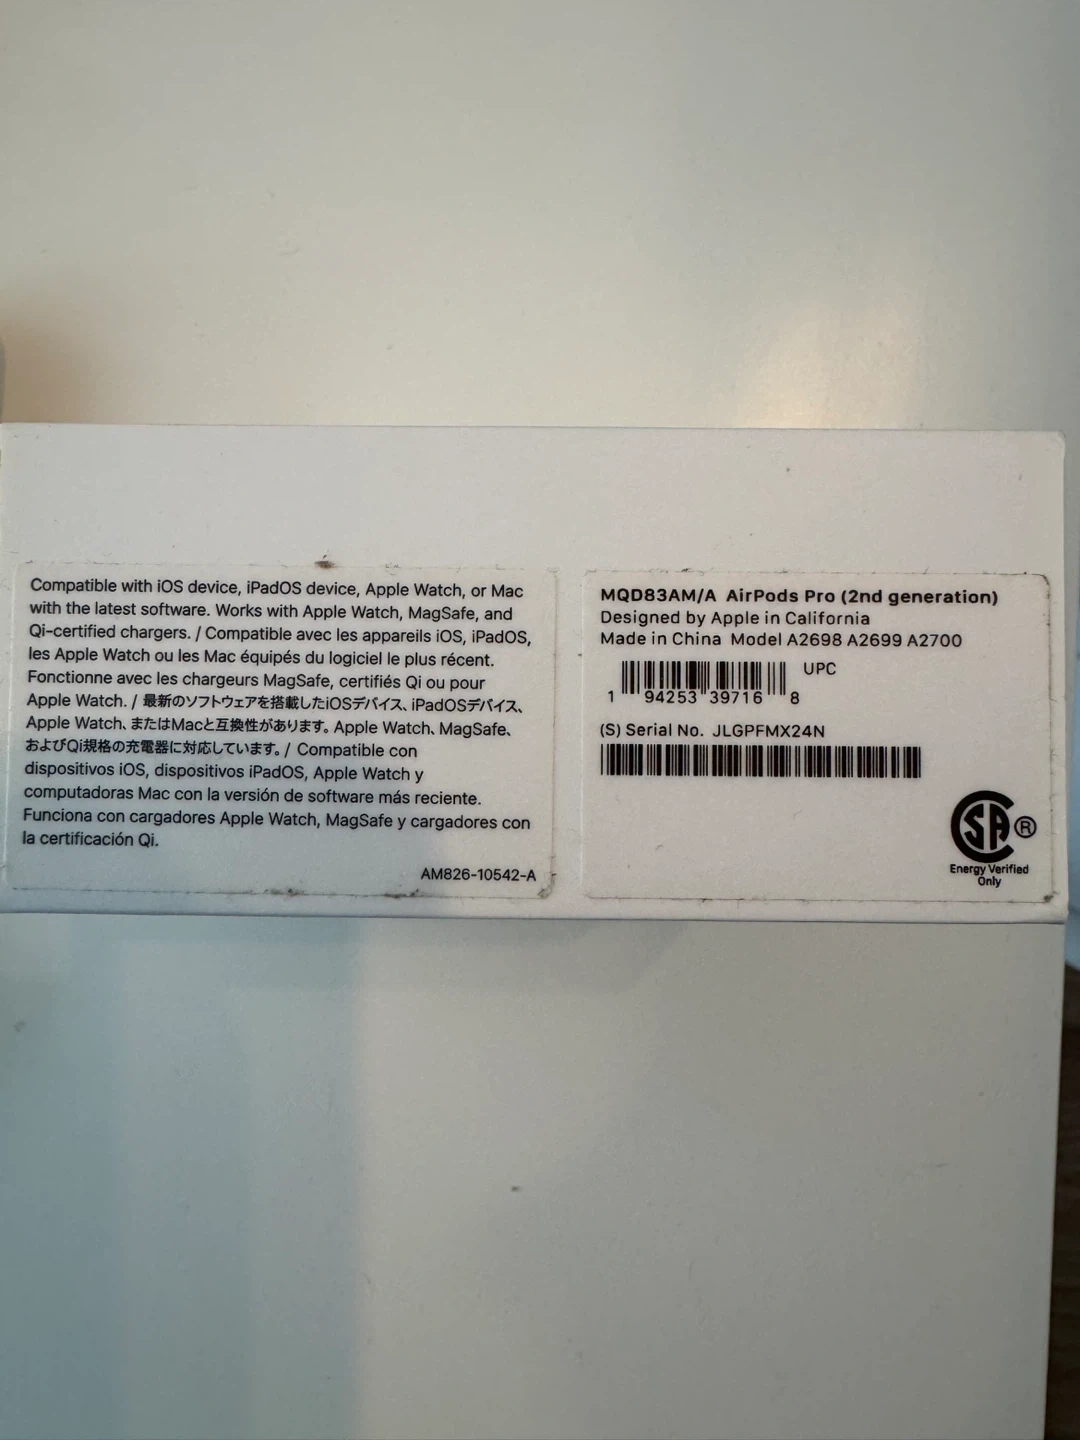 Compatible with iOS device, iPadOS device, Apple Watch, or Mac
with the latest software. Works with Apple Watch, MagSafe, and
Qi-certified chargers. / Compatible avec les appareils iOS, iPadOS,
les Apple Watch ou les Mac équipés du logiciel le plus récent.
Fonctionne avec les chargeurs MagSafe, certifiés Qi ou pour
Apple Watch. / 最新のソフトウェアを搭載したiOSデバイス、iPadOSデバイス、
Apple Watch、またはMacと互換性があります。Apple Watch、MagSafe、
およびQi規格の充電器に対応しています。/ Compatible con
dispositivos iOS, dispositivos iPadOS, Apple Watch y
computadoras Mac con la versión de software más reciente.
Funciona con cargadores Apple Watch, MagSafe y cargadores con
la certificación Qi.
AM826-10542-A
MQD83AM/A AirPods Pro (2nd generation)
Designed by Apple in California
Made in China Model A2698 A2699 A2700
UPC
1 94253 39716 8
(S) Serial No. JLGPFMX24N
SA ®
Energy Verified
Only